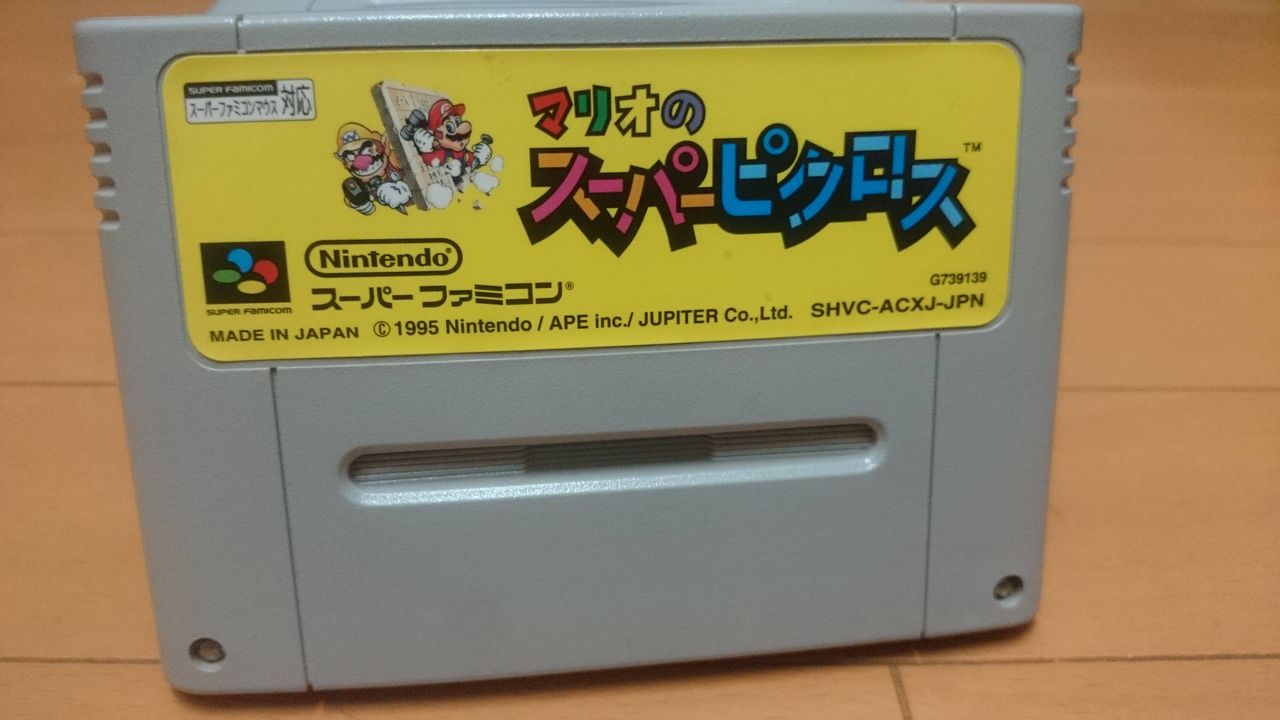 SUPER FAMICOM
スーパーファミコンマウス対応
マリオの
スーパーピクロス™
Nintendo®
スーパーファミコン®
SUPER FAMICOM
G739139
MADE IN JAPAN ©1995 Nintendo / APE inc./ JUPITER Co.,Ltd. SHVC-ACXJ-JPN